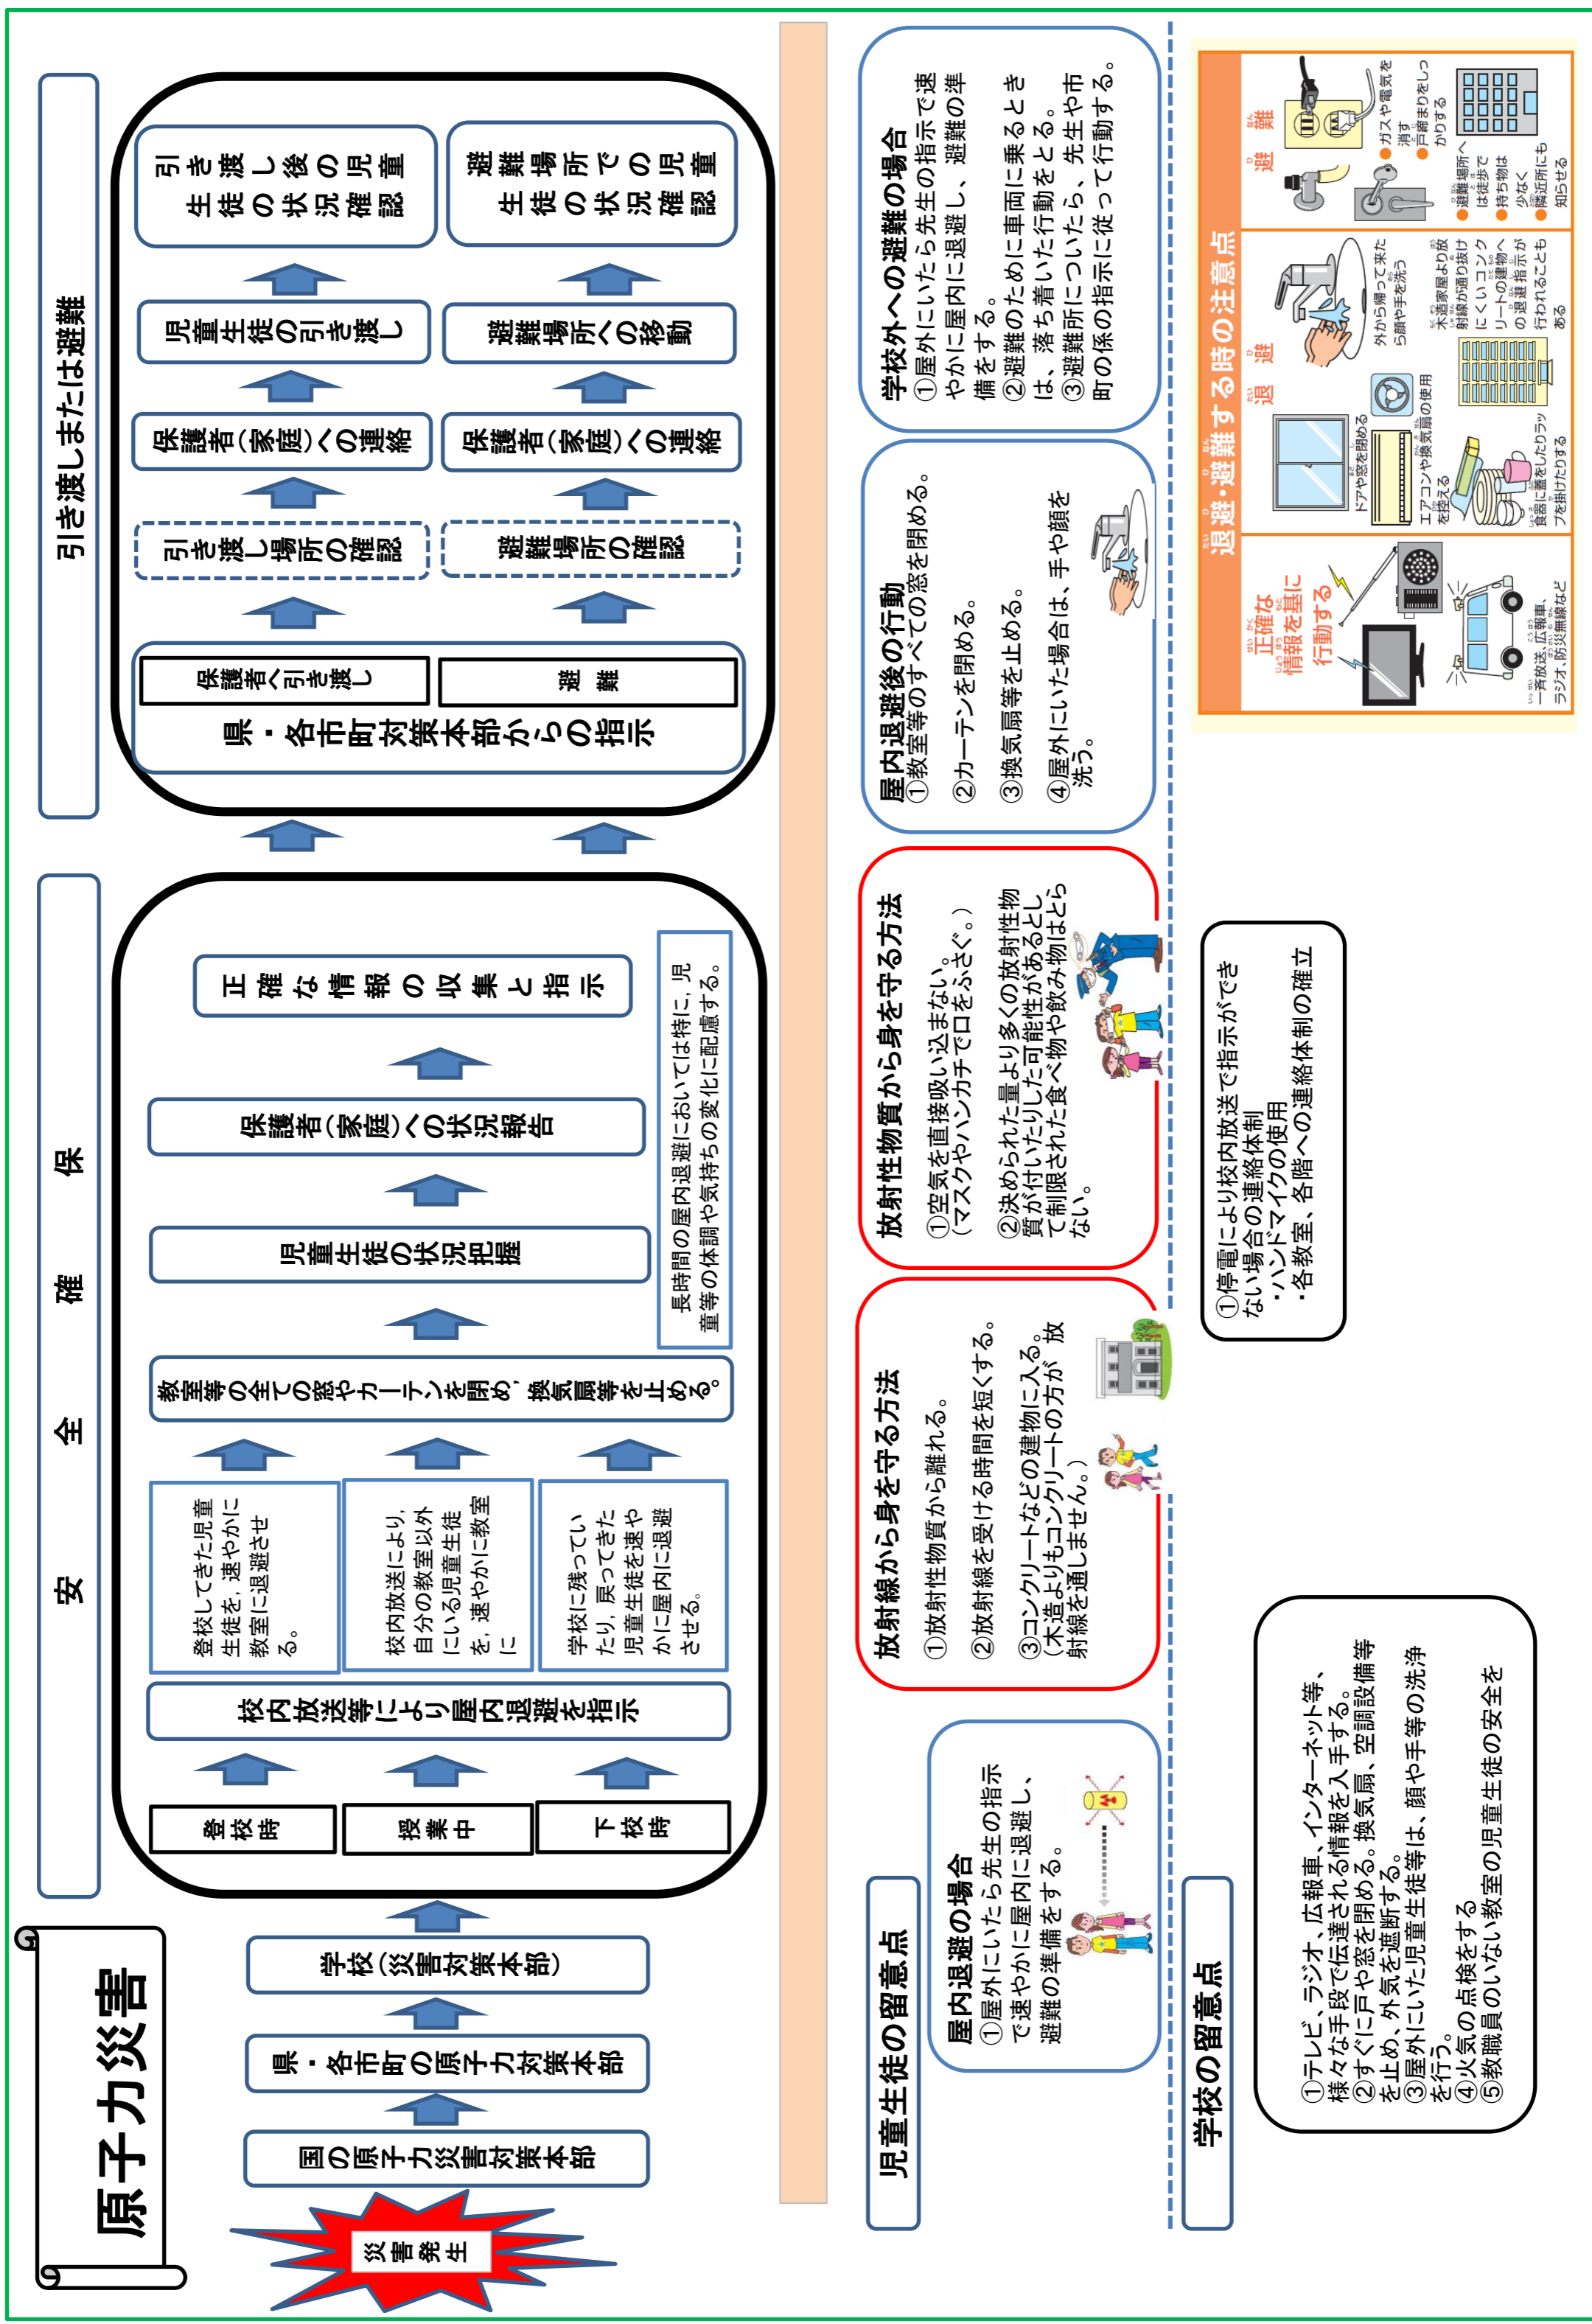 原子力災害
災害発生
国の原子力災害対策本部
県・各市町の原子力対策本部
学校(災害対策本部)
安全確保
登校時
授業中
下校時
校内放送等により屋内退避を指示
登校してきた児童
生徒を,速やかに
教室に退避させ
る。
校内放送により,
自分の教室以外
にいる児童生徒
を,速やかに教室
に
学校に残ってい
たり,戻ってきた
児童生徒を速や
かに屋内に退避
させる。
教室等の全ての窓やカーテンを閉め,換気扇等を止める。
児童生徒の状況把握
保護者(家庭)への状況報告
正確な情報の収集と指示
長時間の屋内退避においては特に,児
童等の体調や気持ちの変化に配慮する。
引き渡しまたは避難
県・各市町対策本部からの指示
保護者へ引き渡し
避難
引き渡し場所の確認
避難場所の確認
保護者(家庭)への連絡
保護者(家庭)への連絡
児童生徒の引き渡し
避難場所への移動
引き渡し後の児童
生徒の状況確認
避難場所での児童
生徒の状況確認
児童生徒の留意点
屋内退避の場合
①屋外にいたら先生の指示
で速やかに屋内に退避し、
避難の準備をする。
放射線から身を守る方法
①放射性物質から離れる。
②放射線を受ける時間を短くする。
③コンクリートなどの建物に入る。
(木造よりもコンクリートの方が 放
射線を通しません。)
放射性物質から身を守る方法
①空気を直接吸い込まない。
(マスクやハンカチで口をふさぐ。)
②決められた量より多くの放射性物
質が付いたりした可能性があるとし
て制限された食べ物や飲み物はとら
ない。
屋内退避後の行動
①教室等のすべての窓を閉める。
②カーテンを閉める。
③換気扇等を止める。
④屋外にいた場合は、手や顔を
洗う。
学校外への避難の場合
①屋外にいたら先生の指示で速
やかに屋内に退避し、避難の準
備をする。
②避難のために車両に乗るとき
は、落ち着いた行動をとる。
③避難所についたら、先生や市
町の係の指示に従って行動する。
学校の留意点
①テレビ、ラジオ、広報車、インターネット等、
様々な手段で伝達される情報を入手する。
②すぐに戸や窓を閉める。換気扇、空調設備等
を止め、外気を遮断する。
③屋外にいた児童生徒等は、顔や手等の洗浄
を行う。
④火気の点検をする
⑤教職員のいない教室の児童生徒の安全を
①停電により校内放送で指示ができ
ない場合の連絡体制
・ハンドマイクの使用
・各教室、各階への連絡体制の確立
退避・避難する時の注意点
正確な
情報を基に
行動する
一斉放送、広報車、
ラジオ、防災無線など
退避
ドアや窓を閉める
エアコンや換気扇の使用
を控える
食器に蓋をしたりラッ
プを掛けたりする
外から帰って来た
ら顔や手を洗う
木造家屋より放
射線が通り抜け
にくいコンク
リートの建物へ
の退避指示が
行われることも
ある
避難
●ガスや電気を
消す
●戸締まりをしっ
かりする
●避難場所へ
は徒歩で
●持ち物は
少なく
●隣近所にも
知らせる